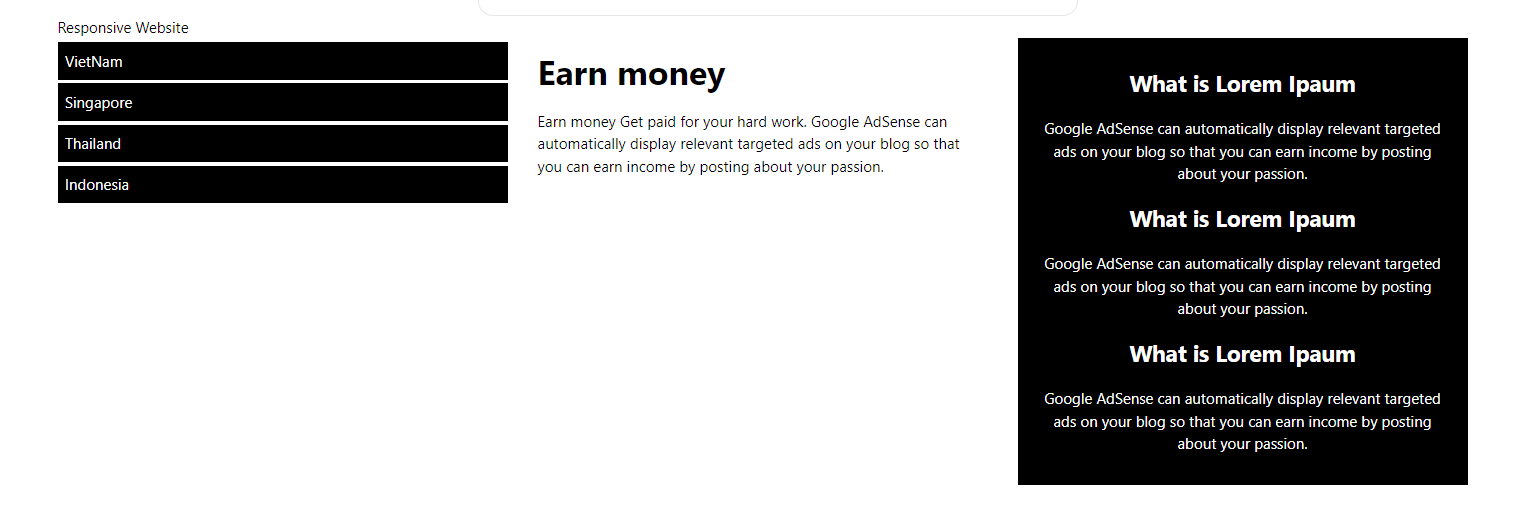 Responsive Website
VietNam
Singapore
Thailand
Indonesia
Earn money
Earn money Get paid for your hard work. Google AdSense can
automatically display relevant targeted ads on your blog so that
you can earn income by posting about your passion.
What is Lorem Ipaum
Google AdSense can automatically display relevant targeted
ads on your blog so that you can earn income by posting
about your passion.
What is Lorem Ipaum
Google AdSense can automatically display relevant targeted
ads on your blog so that you can earn income by posting
about your passion.
What is Lorem Ipaum
Google AdSense can automatically display relevant targeted
ads on your blog so that you can earn income by posting
about your passion.